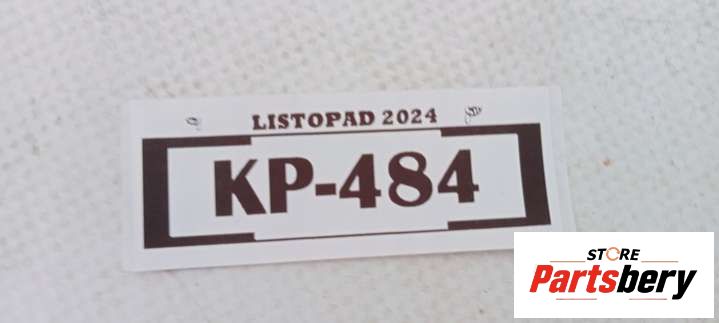 LISTOPAD 2024
KP-484
STORE
Partsbery